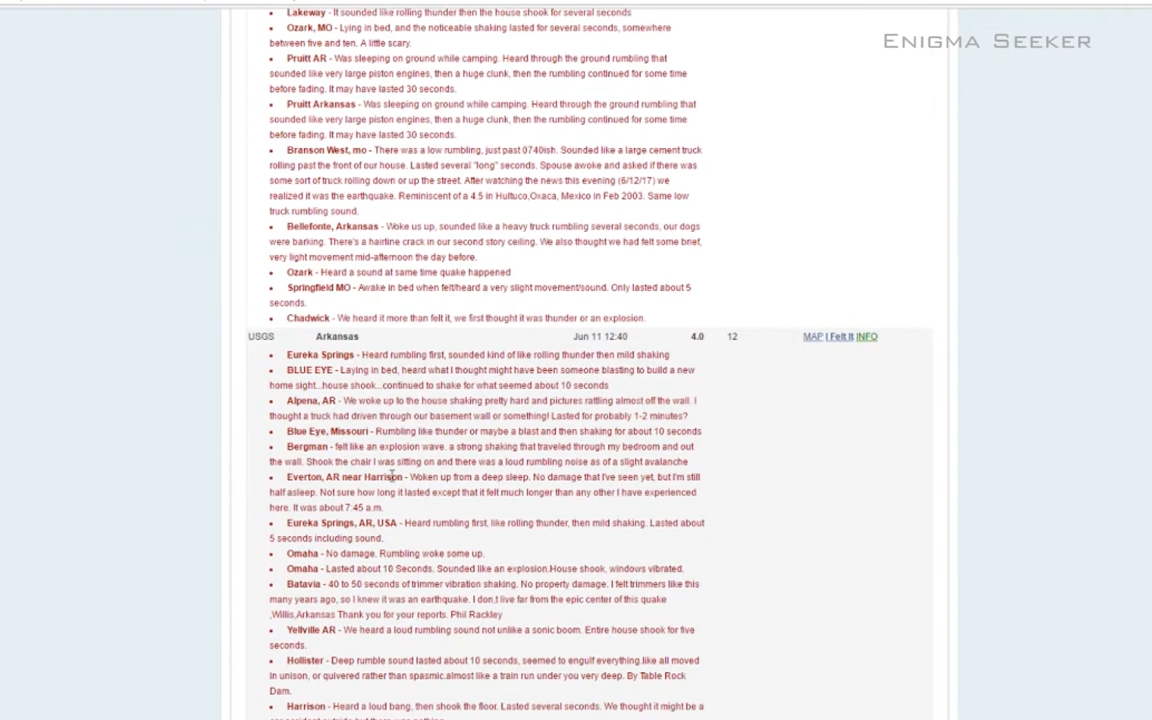 Lakeway - It sounded like rolling thunder then the house shook for several seconds
ENIGMA SEEKER
Ozark, MO - Lying in bed, and the noticeable shaking lasted for several seconds, somewhere
between five and ten. A little scary.
Pruitt AR - Was sleeping on ground while camping. Heard through the ground rumbling that
sounded like very large piston engines, then a huge clunk, then the rumbling continued for some time
before fading. It may have lasted 30 seconds.
Pruitt Arkansas - Was sleeping on ground while camping. Heard through the ground rumbling that
sounded like very large piston engines, then a huge clunk, then the rumbling continued for some time
before fading. It may have lasted 30 seconds.
Branson West, mo - There was a low rumbling, just past 0740ish. Sounded like a large cement truck
rolling past the front of our house. Lasted several "long" seconds. Spouse awoke and asked if there was
some sort of truck rolling down or up the street. After watching the news this evening (6/12/17) we
realized it was the earthquake. Reminiscent of a 4.5 in Hultuco,Oxaca, Mexico in Feb 2003. Same low
truck rumbling sound.
Bellefonte, Arkansas - Woke us up, sounded like a heavy truck rumbling several seconds, our dogs
were barking. There's a hairline crack in our second story ceiling. We also thought we had felt some brief,
very light movement mid-afternoon the day before.
Ozark - Heard a sound at same time quake happened
Springfield MO - Awake in bed when felt/heard a very slight movement/sound. Only lasted about 5
seconds.
Chadwick - We heard it more than felt it, we first thought it was thunder or an explosion.
USGS Arkansas Jun 11 12:40 4.0 12 MAP I Felt It INFO
Eureka Springs - Heard rumbling first, sounded kind of like rolling thunder then mild shaking
BLUE EYE - Laying in bed, heard what I thought might have been someone blasting to build a new
home sight...house shook...continued to shake for what seemed about 10 seconds
Alpena, AR - We woke up to the house shaking pretty hard and pictures rattling almost off the wall. I
thought a truck had driven through our basement wall or something! Lasted for probably 1-2 minutes?
Blue Eye, Missouri - Rumbling like thunder or maybe a blast and then shaking for about 10 seconds
Bergman - felt like an explosion wave. a strong shaking that traveled through my bedroom and out
the wall. Shook the chair I was sitting on and there was a loud rumbling noise as of a slight avalanche
Everton, AR near Harrison - Woken up from a deep sleep. No damage that I've seen yet, but I'm still
half asleep. Not sure how long it lasted except that it felt much longer than any other I have experienced
here. It was about 7:45 a.m.
Eureka Springs, AR, USA - Heard rumbling first, like rolling thunder, then mild shaking. Lasted about
5 seconds including sound.
Omaha - No damage. Rumbling woke some up.
Omaha - Lasted about 10 Seconds. Sounded like an explosion.House shook, windows vibrated.
Batavia - 40 to 50 seconds of trimmer vibration shaking. No property damage. I felt trimmers like this
many years ago, so I knew it was an earthquake. I don,t live far from the epic center of this quake
,Willis,Arkansas Thank you for your reports. Phil Rackley
Yellville AR - We heard a loud rumbling sound not unlike a sonic boom. Entire house shook for five
seconds.
Hollister - Deep rumble sound lasted about 10 seconds, seemed to engulf everything.like all moved
in unison, or quivered rather than spasmic.almost like a train run under you very deep. By Table Rock
Dam.
Harrison - Heard a loud bang, then shook the floor. Lasted several seconds. We thought it might be a